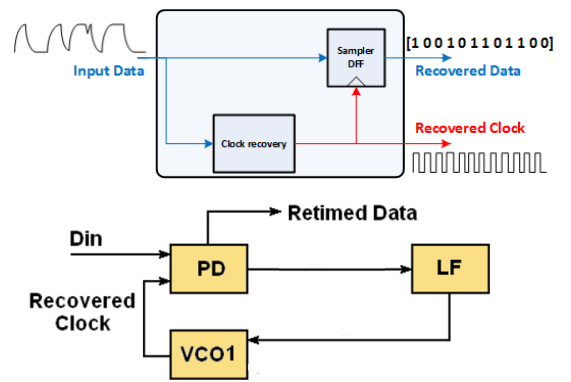 Sampler
DFF
[1 0 0 1 0 1 1 0 1 1 0 0]
Input Data
Recovered Data
Clock recovery
Recovered Clock
Retimed Data
Din
PD
LF
Recovered
Clock
VCO1